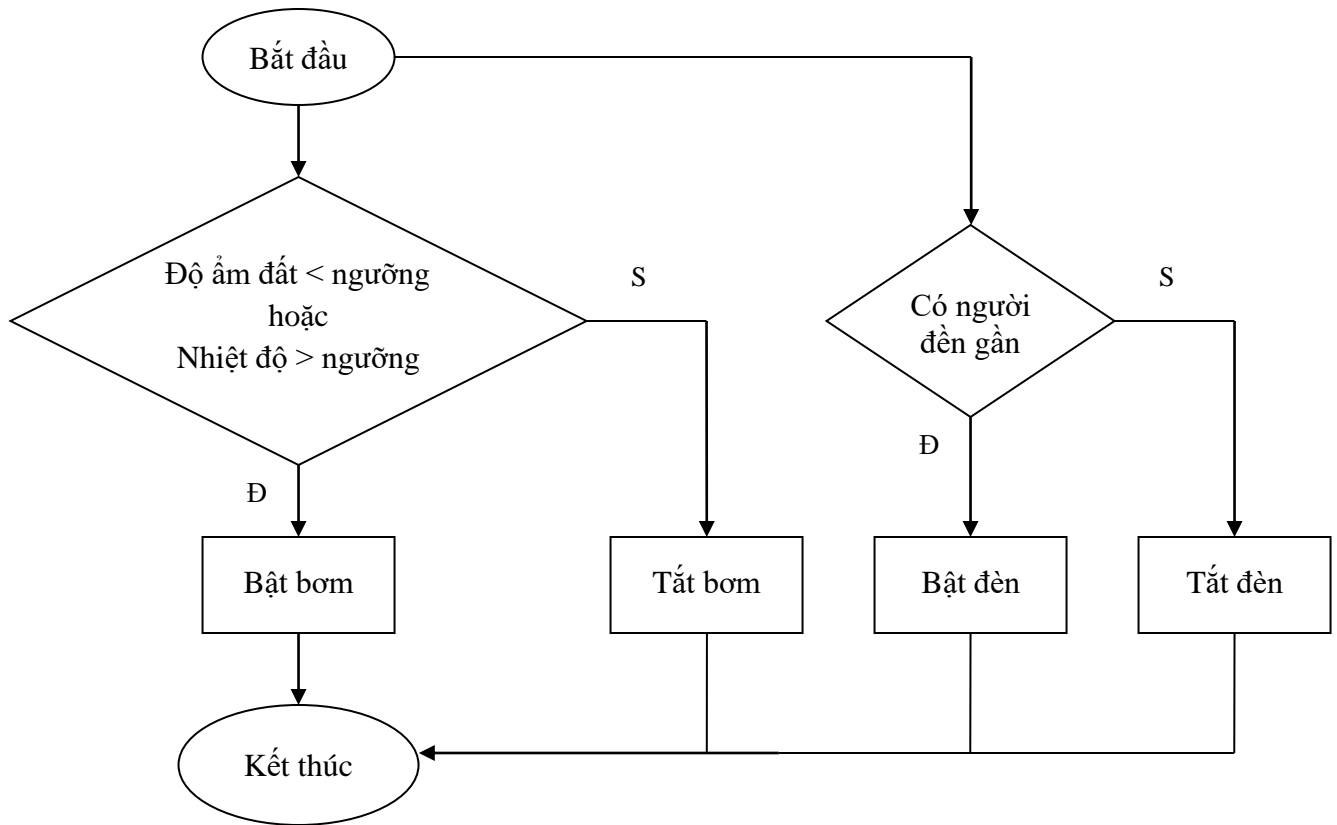 Bắt đầu
Độ ẩm đất < ngưỡng
hoặc
Nhiệt độ > ngưỡng
S
Có người
đền gần
S
Đ
Đ
Bật bơm
Tắt bơm
Bật đèn
Tắt đèn
Kết thúc